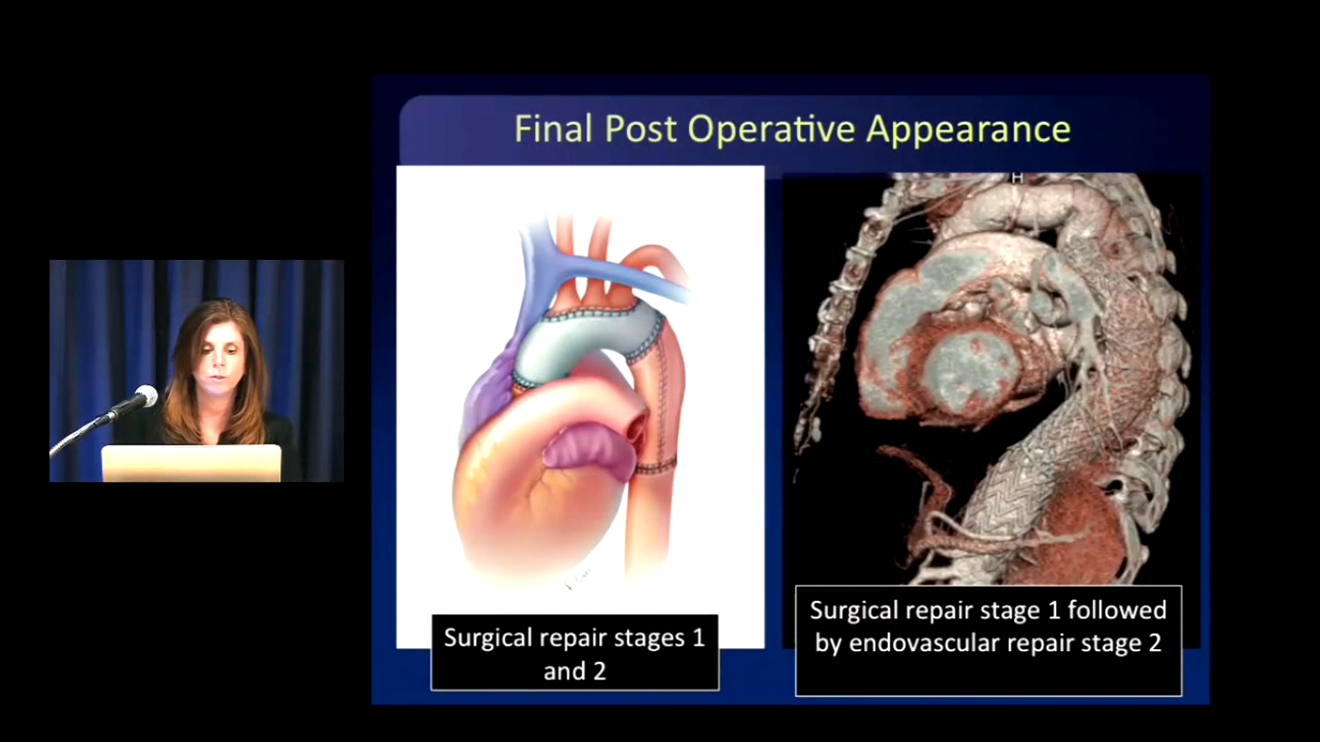 Final Post Operative Appearance
H
Surgical repair stages 1
and 2
Surgical repair stage 1 followed
by endovascular repair stage 2